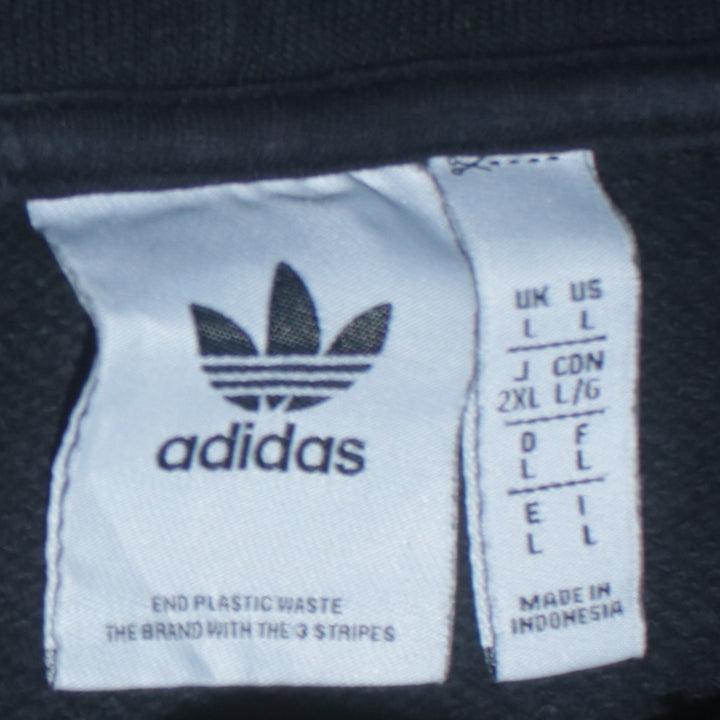 adidas
END PLASTIC WASTE
THE BRAND WITH THE 3 STRIPES
UK US
L L
J CDN
2XL L/G
D F
L L
E I
L L
MADE IN
INDONESIA